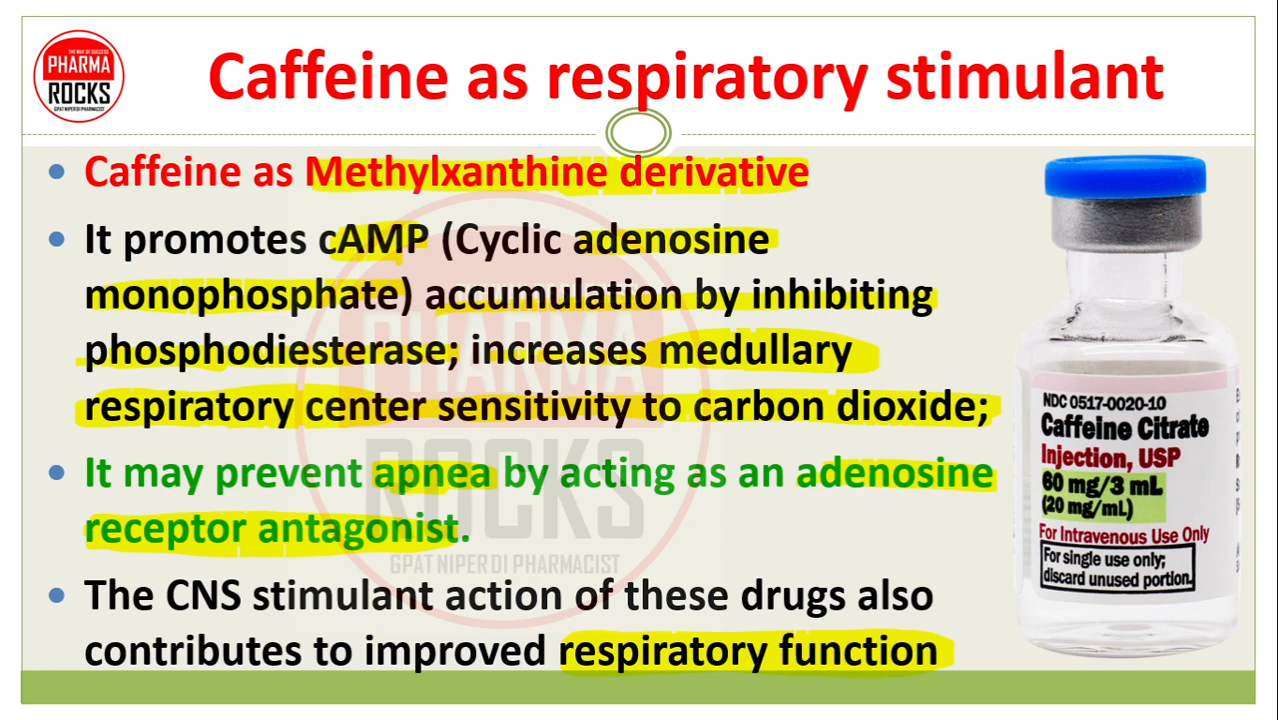 THE WAY OF SUCCESS
PHARMA
ROCKS
GPAT NIPER DI PHARMACIST
Caffeine as respiratory stimulant
• Caffeine as Methylxanthine derivative
• It promotes cAMP (Cyclic adenosine
monophosphate) accumulation by inhibiting
phosphodiesterase; increases medullary
respiratory center sensitivity to carbon dioxide;
• It may prevent apnea by acting as an adenosine
receptor antagonist.
• The CNS stimulant action of these drugs also
contributes to improved respiratory function
PHARMA
ROCKS
GPAT NIPER DI PHARMACIST
NDC 0517-0020-10
Caffeine Citrate
Injection, USP
60 mg/3 mL
(20 mg/mL)
For Intravenous Use Only
For single use only;
discard unused portion.